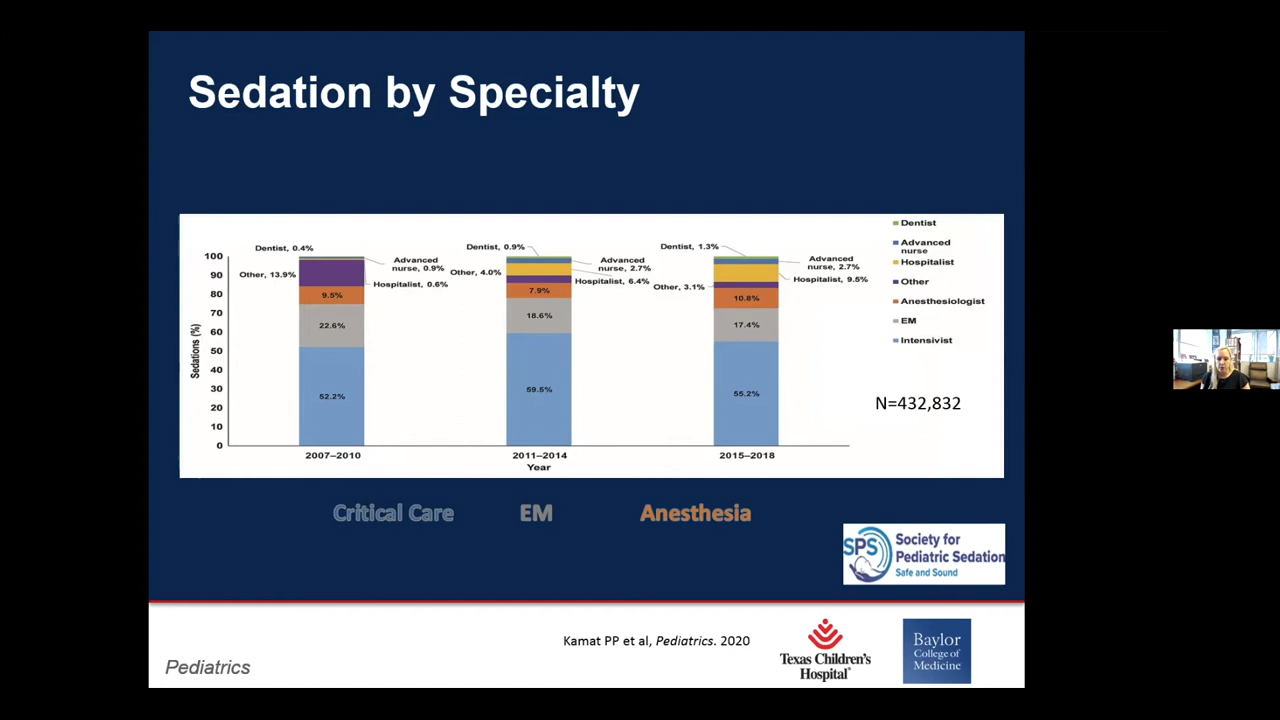 Sedation by Specialty
Dentist, 0.4%
Advanced
nurse, 0.9%
Other, 13.9%
Hospitalist, 0.6%
9.5%
22.6%
52.2%
Dentist, 0.9%
Advanced
nurse, 2.7%
Other, 4.0%
Hospitalist, 6.4%
7.9%
18.6%
59.5%
Dentist, 1.3%
Advanced
nurse, 2.7%
Other, 3.1%
Hospitalist, 9.5%
10.8%
17.4%
55.2%
Sedations (%)
100
90
80
70
60
50
40
30
20
10
0
2007–2010
2011–2014
2015–2018
Year
Dentist
Advanced
nurse
Hospitalist
Other
Anesthesiologist
EM
Intensivist
N=432,832
Critical Care
EM
Anesthesia
SPS
Society for
Pediatric Sedation
Safe and Sound
Kamat PP et al, Pediatrics. 2020
Pediatrics
Texas Children's
Hospital®
Baylor
College of
Medicine